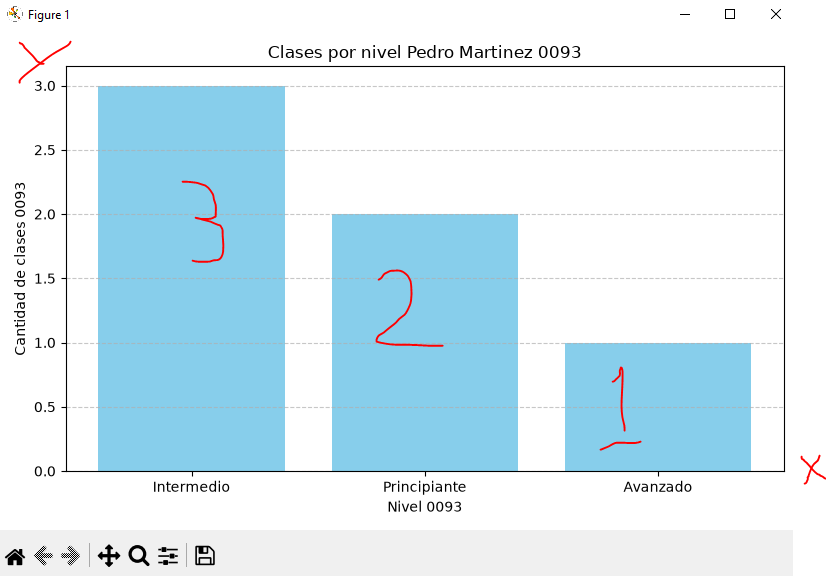 Figure 1
Clases por nivel Pedro Martinez 0093
Y
3.0
2.5
2.0
1.5
1.0
0.5
0.0
Cantidad de clases 0093
3
2
1
X
Intermedio Principiante Avanzado
Nivel 0093